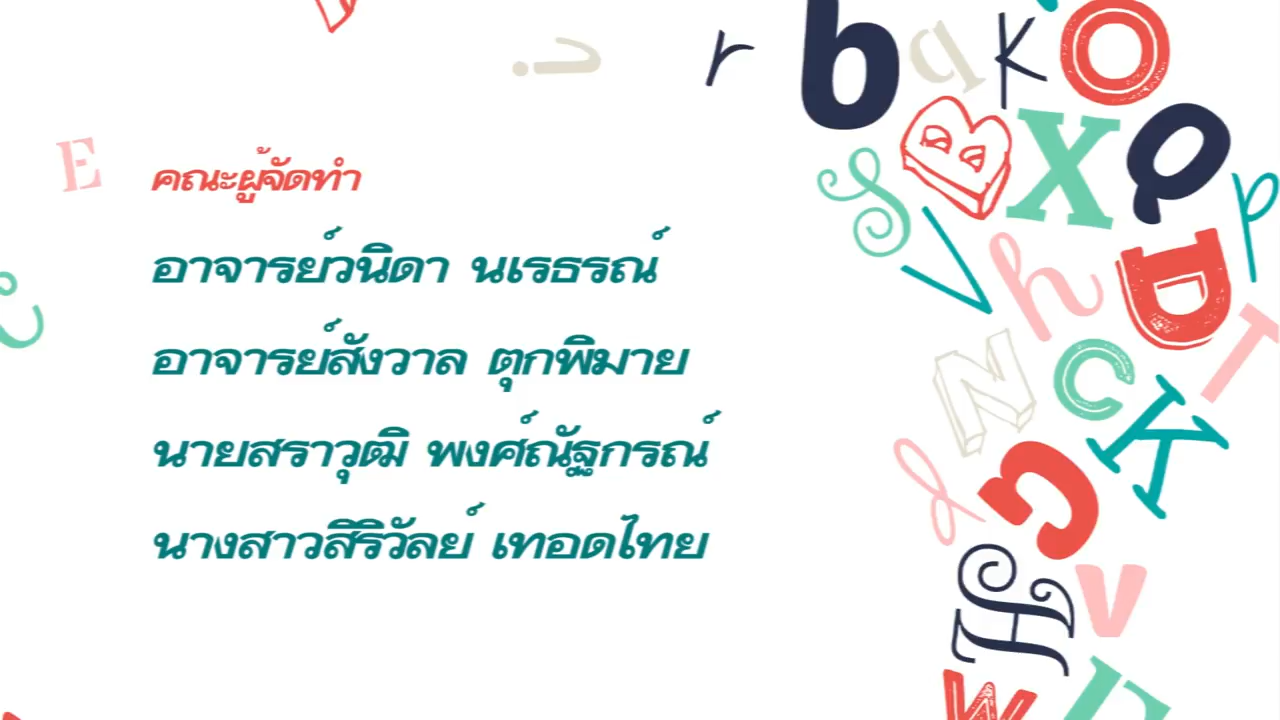 คณะผู้จัดทำ
อาจารย์วนิดา นเรธรณ์
อาจารย์สังวาล ตุกพิมาย
นายสราวุฒิ พงศ์ณัฐกรณ์
นางสาวสิริวัลย์ เทอดไทย